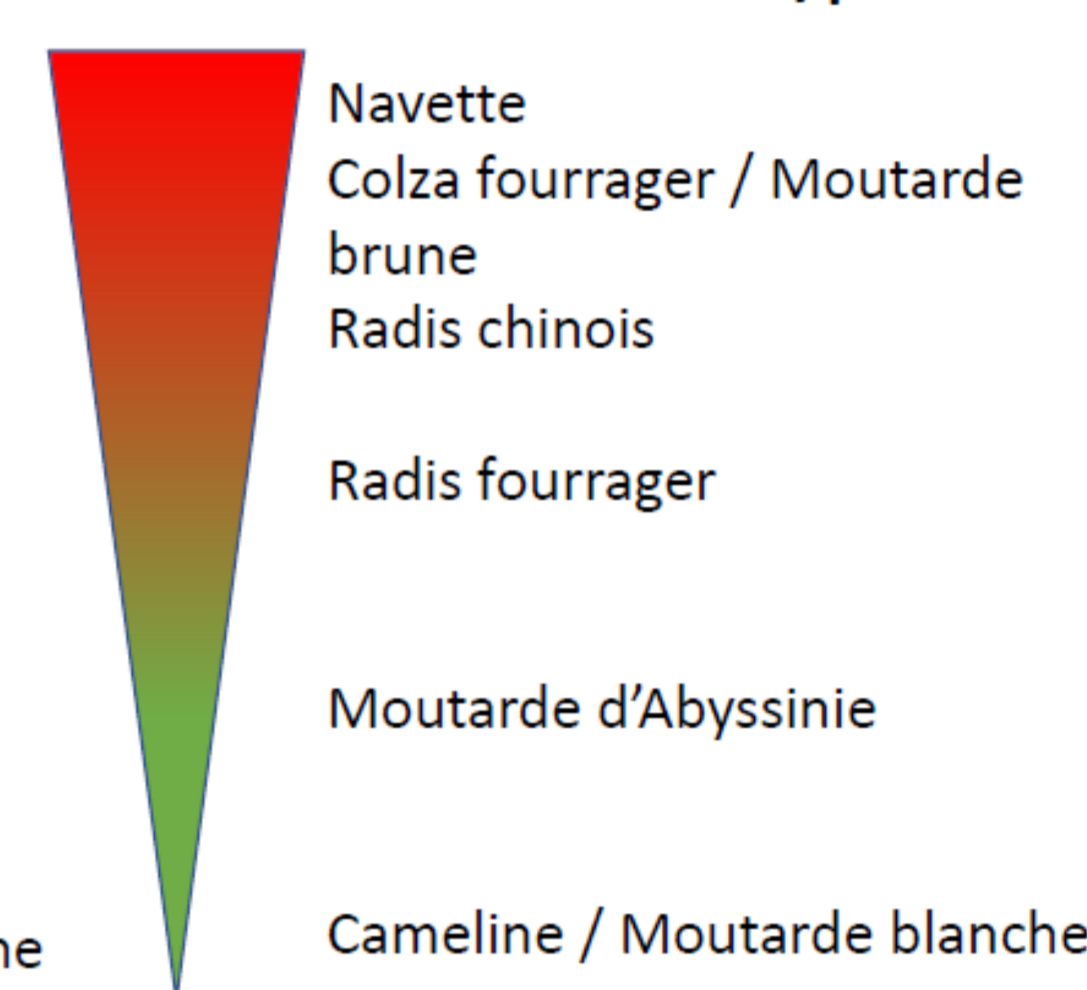 Navette
Colza fourrager / Moutarde
brune
Radis chinois
Radis fourrager
Moutarde d’Abyssinie
Cameline / Moutarde blanche